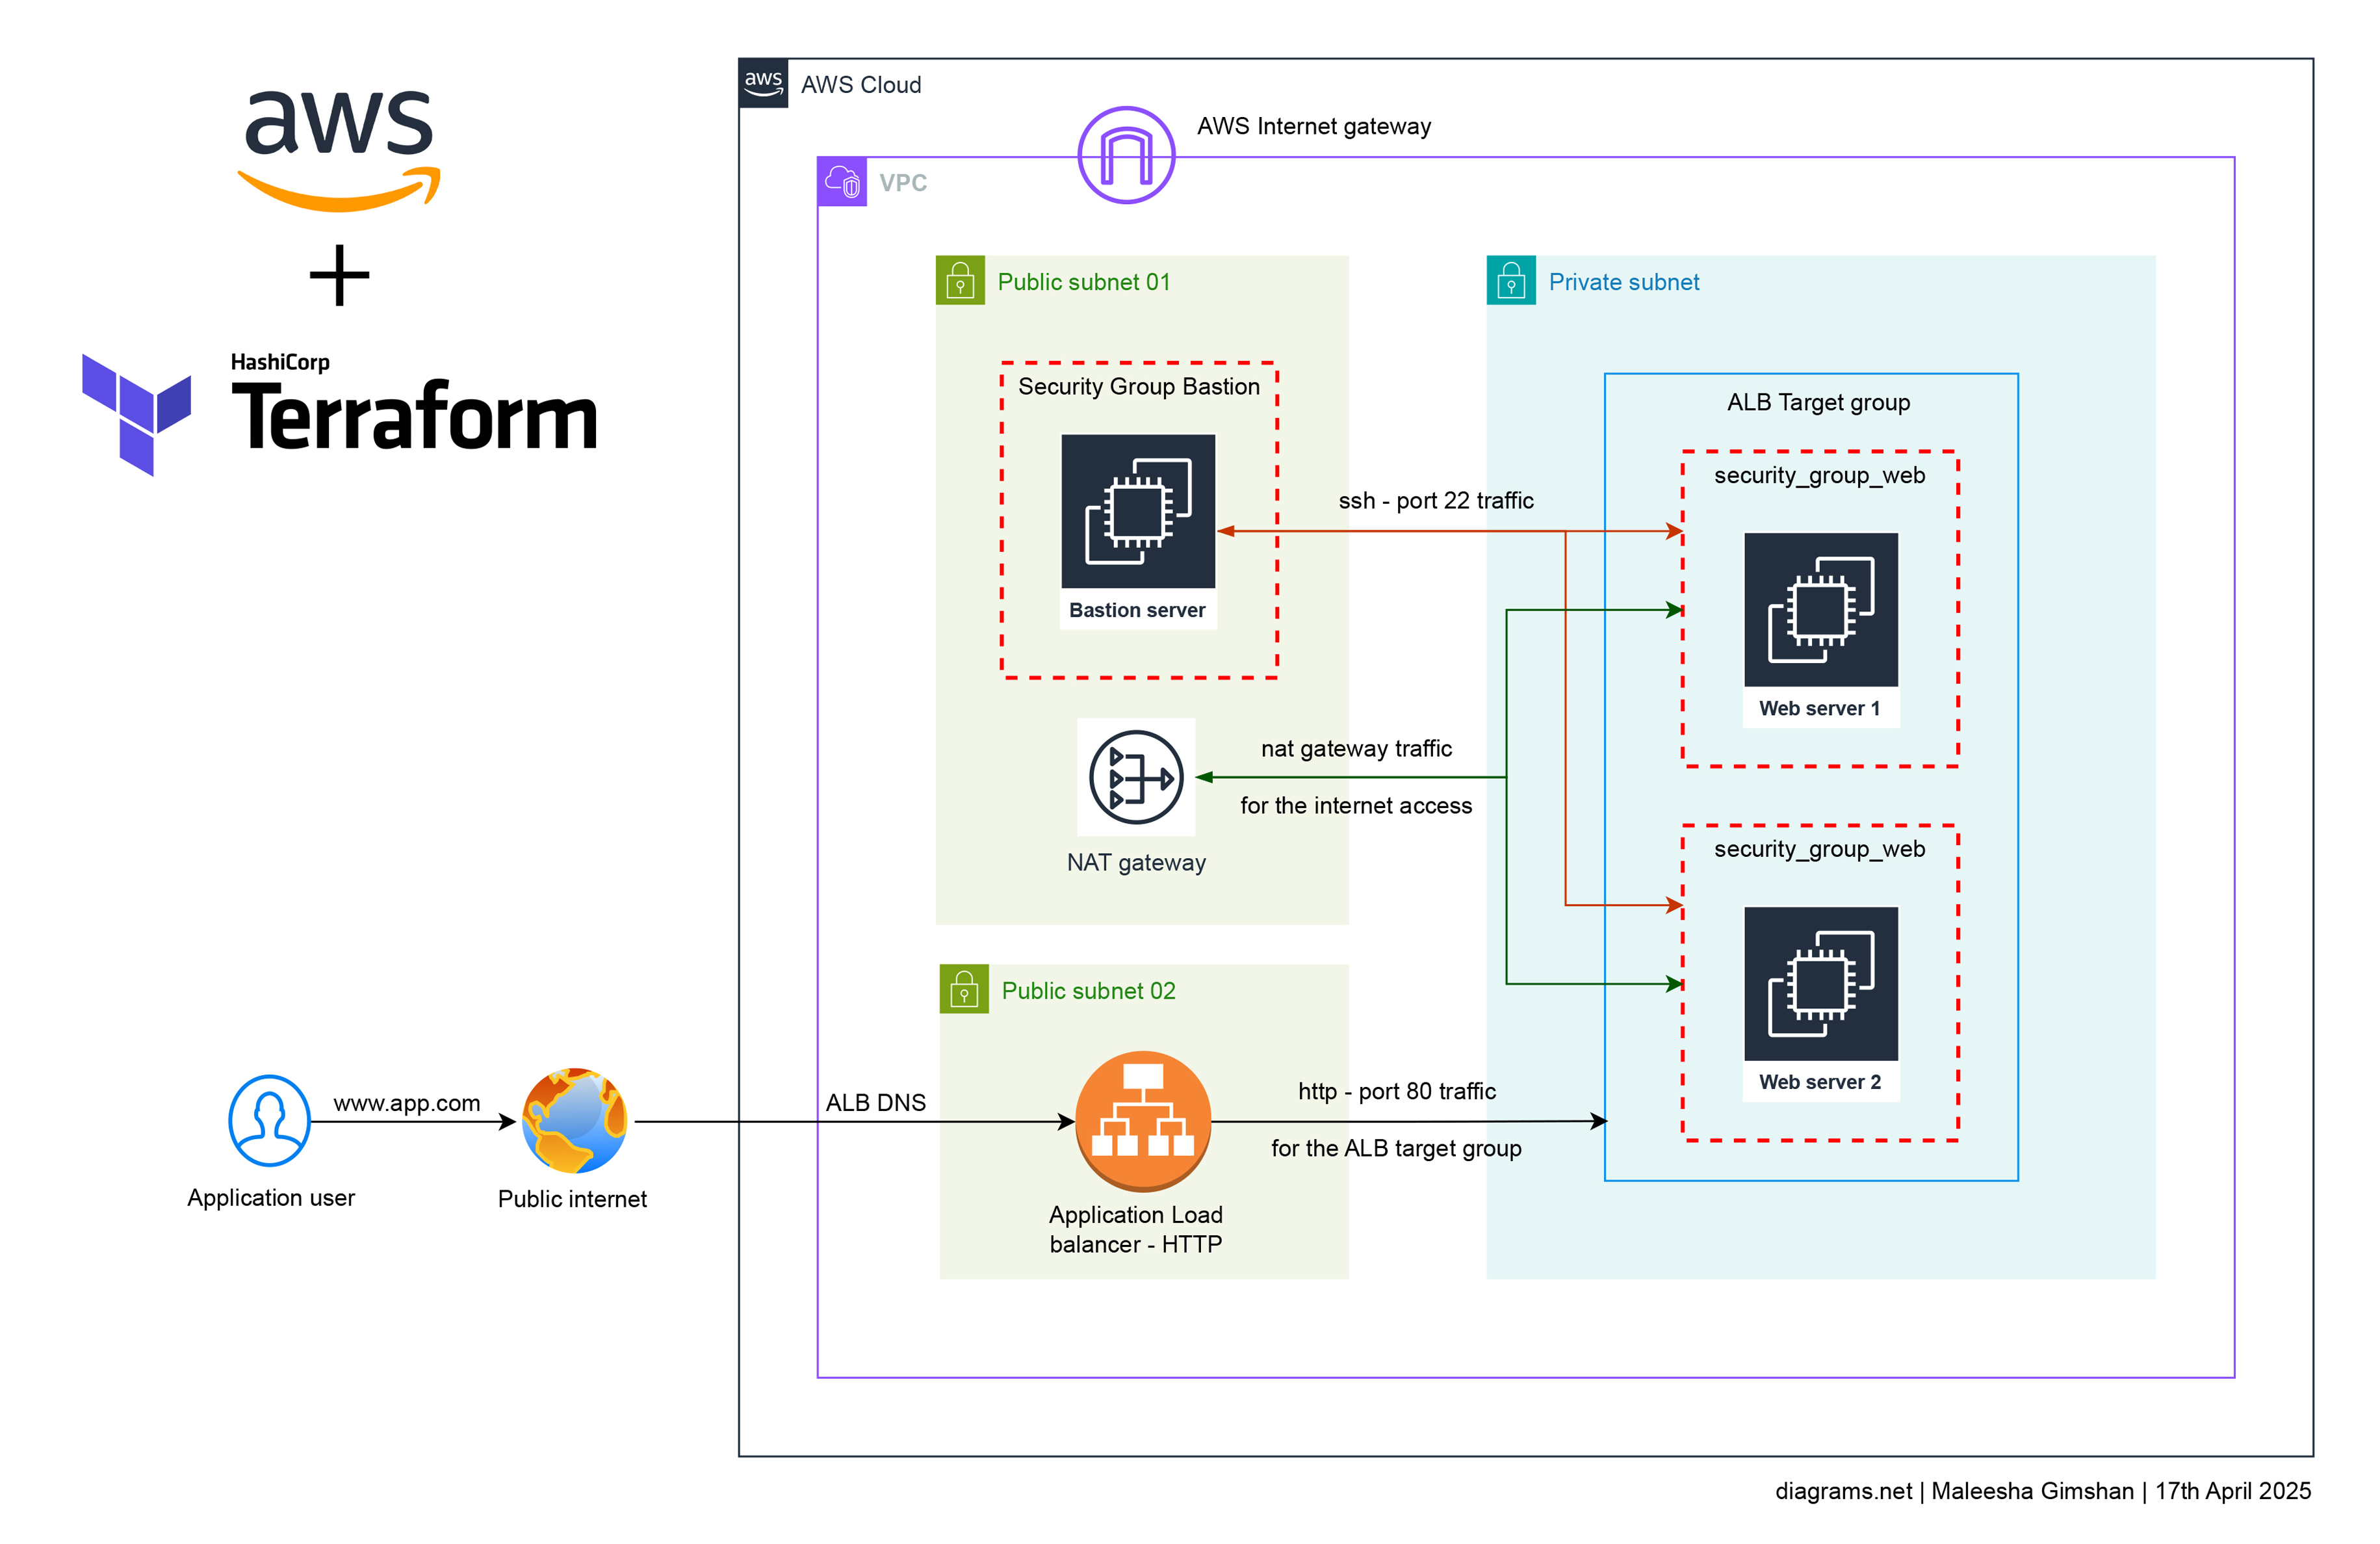 aws
+
HashiCorp
Terraform
aws
AWS Cloud
AWS Internet gateway
VPC
Public subnet 01
Security Group Bastion
Bastion server
NAT gateway
ssh - port 22 traffic
nat gateway traffic
for the internet access
Private subnet
ALB Target group
security_group_web
Web server 1
security_group_web
Web server 2
Public subnet 02
Application user
www.app.com
Public internet
ALB DNS
Application Load
balancer - HTTP
http - port 80 traffic
for the ALB target group
diagrams.net | Maleesha Gimshan | 17th April 2025